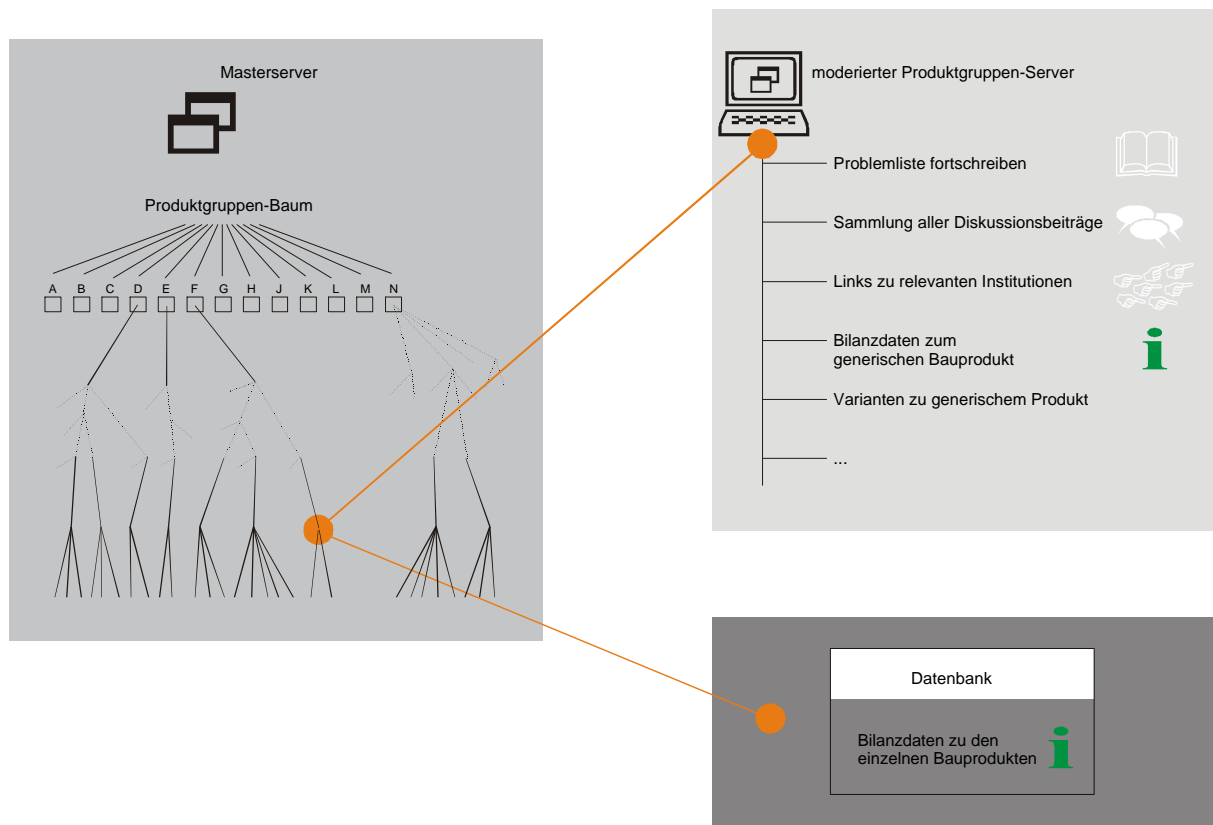 Masterserver
Produktgruppen-Baum
A B C D E F G H J K L M N
moderierter Produktgruppen-Server
Problemliste fortschreiben
Sammlung aller Diskussionsbeiträge
Links zu relevanten Institutionen
Bilanzdaten zum
generischen Bauprodukt
Varianten zu generischem Produkt
...
Datenbank
Bilanzdaten zu den
einzelnen Bauprodukten